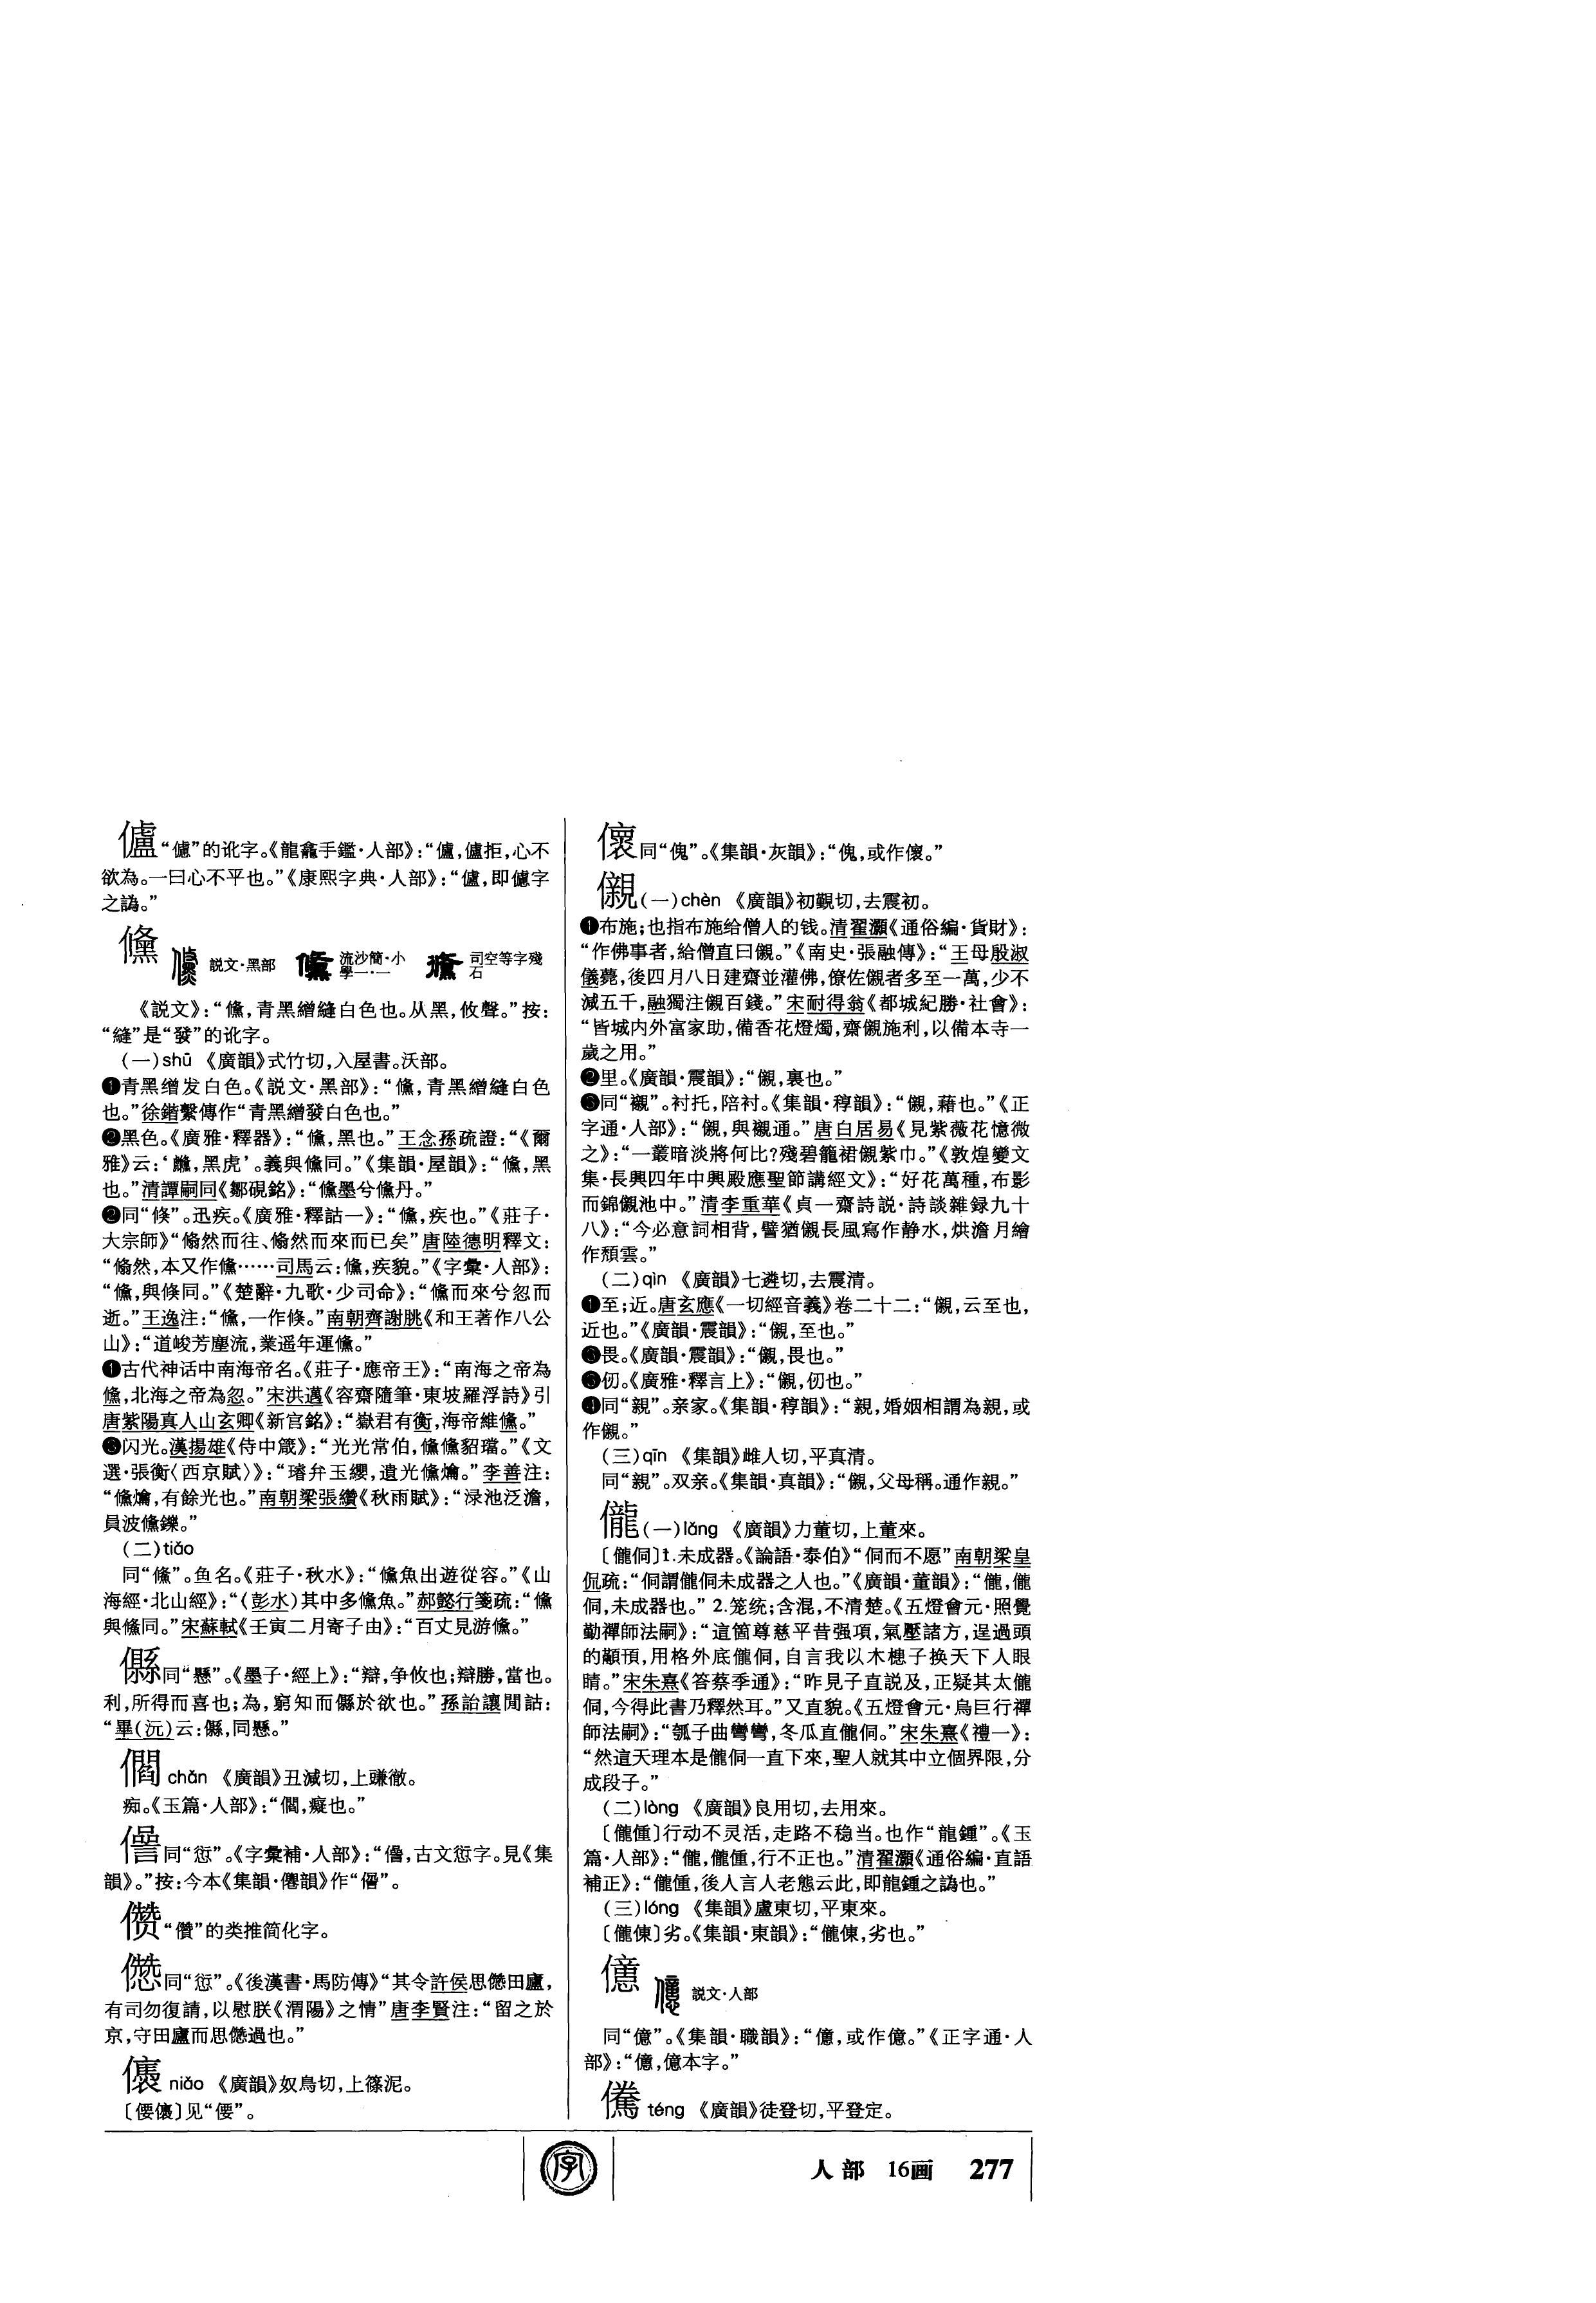 儢“儢”的讹字。《龍龕手鑑·人部》：“儢，儢拒，心不
欲為。一曰心不平也。”《康熙字典·人部》：“儢，即儢字
之譌。”
儵 説文·黑部 流沙簡·小學一·一 司空等字殘石
《説文》：“儵，青黑繒縫白色也。从黑，攸聲。”按：
“縫”是“發”的讹字。
(一)shū 《廣韻》式竹切，入屋書。沃部。
❶青黑缯发白色。《説文·黑部》：“儵，青黑繒縫白色
也。”徐鍇繫傳作“青黑繒發白色也。”
❷黑色。《廣雅·釋器》：“儵，黑也。”王念孫疏證：“《爾
雅》云：‘虪，黑虎’。義與儵同。”《集韻·屋韻》：“儵，黑
也。”清譚嗣同《鄒硯銘》：“儵墨兮儵丹。”
❷同“倏”。迅疾。《廣雅·釋詁一》：“儵，疾也。”《莊子·
大宗師》“翛然而往、翛然而來而已矣”唐陸德明釋文：
“翛然，本又作儵……司馬云：儵，疾貌。”《字彙·人部》：
“儵，與倏同。”《楚辭·九歌·少司命》：“儵而來兮忽而
逝。”王逸注：“儵，一作倏。”南朝齊謝朓《和王著作八公
山》：“道峻芳塵流，業遥年運儵。”
❶古代神话中南海帝名。《莊子·應帝王》：“南海之帝為
儵，北海之帝為忽。”宋洪邁《容齋隨筆·東坡羅浮詩》引
唐紫陽真人山玄卿《新宫銘》：“嶽君有衡，海帝維儵。”
❸闪光。漢揚雄《侍中箴》：“光光常伯，儵儵貂璫。”《文
選·張衡〈西京賦〉》：“璿弁玉纓，遺光儵爚。”李善注：
“儵爚，有餘光也。”南朝梁張纘《秋雨賦》：“渌池泛澹，
員波儵鑠。”
(二)tiǎo
同“鯈”。鱼名。《莊子·秋水》：“儵魚出遊從容。”《山
海經·北山經》：“(彭水)其中多儵魚。”郝懿行箋疏：“儵
與鯈同。”宋蘇軾《壬寅二月寄子由》：“百丈見游儵。”
㒽同“懸”。《墨子·經上》：“辯，争攸也；辯勝，當也。
利，所得而喜也；為，窮知而㒽於欲也。”孫詒讓閒詁：
“畢(沅)云：㒽，同懸。”
chǎn 《廣韻》丑減切，上豏徹。
痴。《玉篇·人部》：“，癡也。”
同“愆”。《字彙補·人部》：“，古文愆字。見《集
韻》。”按：今本《集韻·僊韻》作“”。
“儹”的类推简化字。
同“愆”。《後漢書·馬防傳》“其令許侯思田廬，
有司勿復請，以慰朕《渭陽》之情”唐李賢注：“留之於
京，守田廬而思過也。”
儾 niǎo 《廣韻》奴鳥切，上篠泥。
〔偠〕见“偠”。
儴同“傀”。《集韻·灰韻》：“傀，或作。”
儭(一)chèn 《廣韻》初覲切，去震初。
❶布施；也指布施给僧人的钱。清翟灝《通俗編·貨財》：
“作佛事者，給僧直曰儭。”《南史·張融傳》：“王母殷淑
儀薨，後四月八日建齋並灌佛，僚佐儭者多至一萬，少不
減五千，融獨注儭百錢。”宋耐得翁《都城紀勝·社會》：
“皆城内外富家助，備香花燈燭，齋儭施利，以備本寺一
歲之用。”
❷里。《廣韻·震韻》：“儭，裏也。”
❸同“襯”。衬托，陪衬。《集韻·稕韻》：“儭，藉也。”《正
字通·人部》：“儭，與襯通。”唐白居易《見紫薇花憶微
之》：“一叢暗淡將何比？殘碧籠裙儭紫巾。”《敦煌變文
集·長興四年中興殿應聖節講經文》：“好花萬種，布影
而錦儭池中。”清李重華《貞一齋詩説·詩談雜録九十
八》：“今必意詞相背，譬猶儭長風寫作静水，烘澹月繪
作頹雲。”
(二)qìn 《廣韻》七遴切，去震清。
❶至；近。唐玄應《一切經音義》卷二十二：“儭，云至也，
近也。”《廣韻·震韻》：“儭，至也。”
❸畏。《廣韻·震韻》：“儭，畏也。”
❸仞。《廣雅·釋言上》：“儭，仞也。”
❹同“親”。亲家。《集韻·稕韻》：“親，婚姻相謂為親，或
作儭。”
(三)qīn 《集韻》雌人切，平真清。
同“親”。双亲。《集韻·真韻》：“儭，父母稱。通作親。”
儱(一)lǎng 《廣韻》力董切，上董來。
〔儱侗〕1.未成器。《論語·泰伯》“侗而不愿”南朝梁皇
侃疏：“侗謂儱侗未成器之人也。”《廣韻·董韻》：“儱，儱
侗，未成器也。” 2.笼统；含混，不清楚。《五燈會元·照覺
勤禪師法嗣》：“這箇尊慈平昔强項，氣壓諸方，逞過頭
的顢頇，用格外底儱侗，自言我以木槵子换天下人眼
睛。”宋朱熹《答蔡季通》：“昨見子直説及，正疑其太儱
侗，今得此書乃釋然耳。”又直貌。《五燈會元·烏巨行禪
師法嗣》：“瓠子曲彎彎，冬瓜直儱侗。”宋朱熹《禮一》：
“然這天理本是儱侗一直下來，聖人就其中立個界限，分
成段子。”
(二)lòng 《廣韻》良用切，去用來。
〔儱偅〕行动不灵活，走路不稳当。也作“龍鍾”。《玉
篇·人部》：“儱，儱偅，行不正也。”清翟灝《通俗編·直語
補正》：“儱偅，後人言人老態云此，即龍鍾之譌也。”
(三)lóng 《集韻》盧東切，平東來。
〔儱倲〕劣。《集韻·東韻》：“儱倲，劣也。”
説文·人部
同“億”。《集韻·職韻》：“億，或作。”《正字通·人
部》：“，億本字。”
téng 《廣韻》徒登切，平登定。
字
人部 16画 277